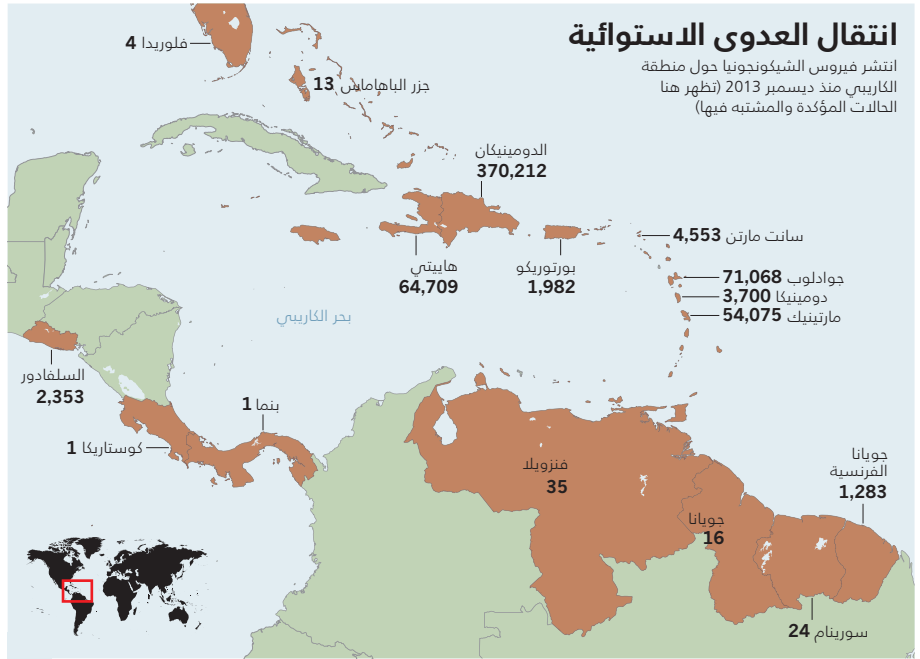 انتقال العدوى الاستوائية
انتشر فيروس الشيكونجونيا حول منطقة
الكاريبي منذ ديسمبر 2013 (تظهر هنا
الحالات المؤكدة والمشتبه فيها)
فلوريدا 4
جزر الباهاماس 13
الدومينيكان
370,212
سانت مارتن 4,553
هاييتي
64,709
بورتوريكو
1,982
جوادلوب 71,068
دومينيكا 3,700
مارتينيك 54,075
بحر الكاريبي
السلفادور
2,353
بنما 1
كوستاريكا 1
فنزويلا
35
جويانا
الفرنسية
1,283
جويانا
16
سورينام 24